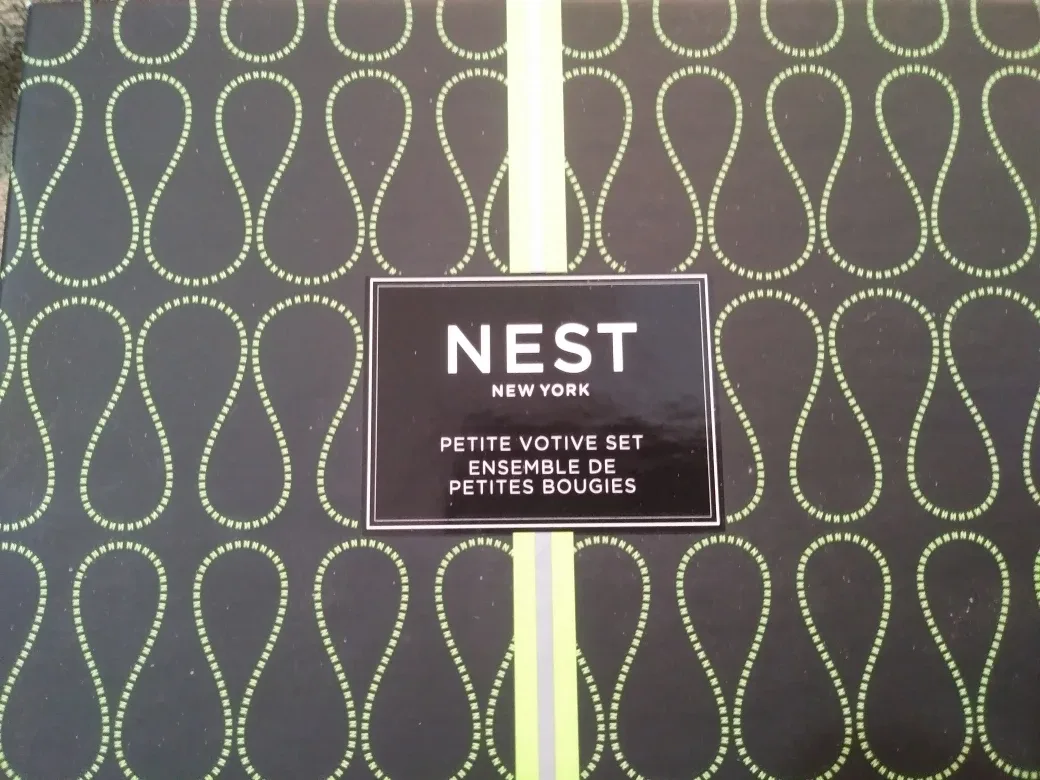 NEST
NEW YORK
PETITE VOTIVE SET
ENSEMBLE DE
PETITES BOUGIES